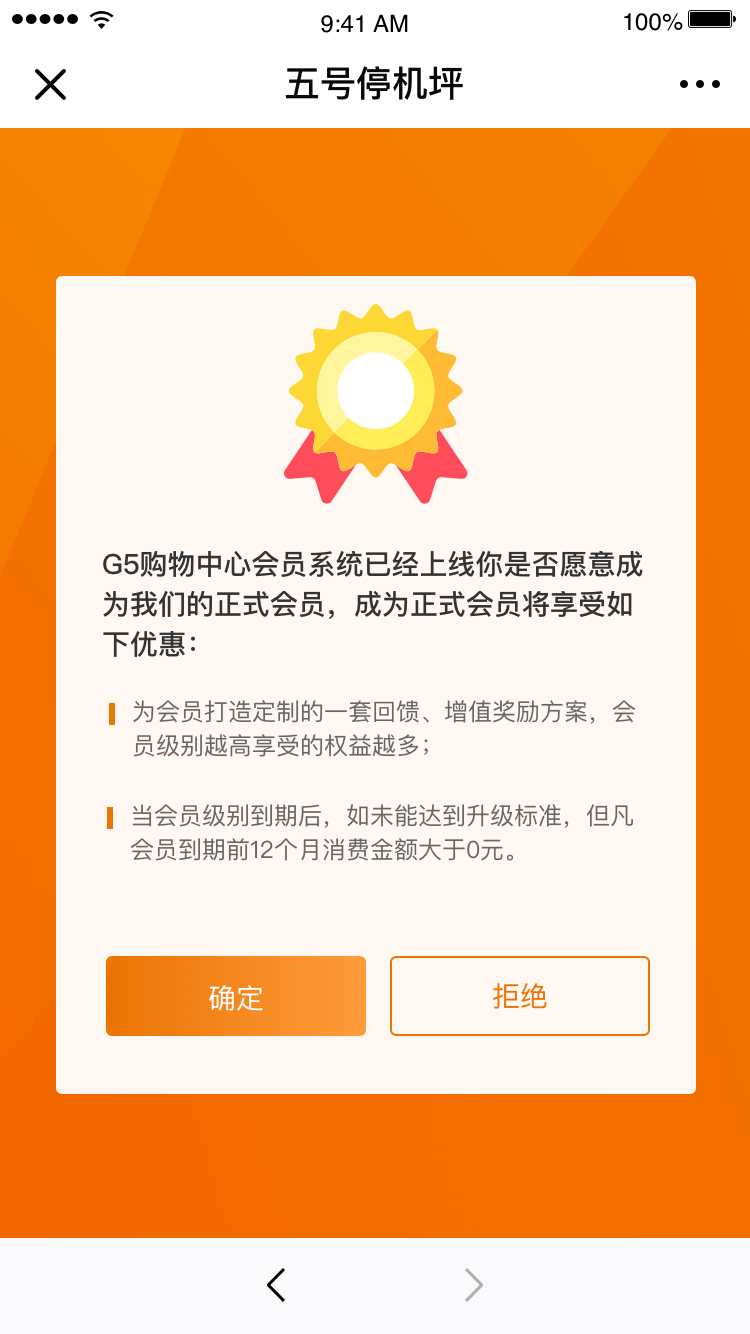 9:41 AM
100%
五号停机坪
G5购物中心会员系统已经上线你是否愿意成
为我们的正式会员，成为正式会员将享受如
下优惠：
为会员打造定制的一套回馈、增值奖励方案，会
员级别越高享受的权益越多；
当会员级别到期后，如未能达到升级标准，但凡
会员到期前12个月消费金额大于0元。
确定
拒绝